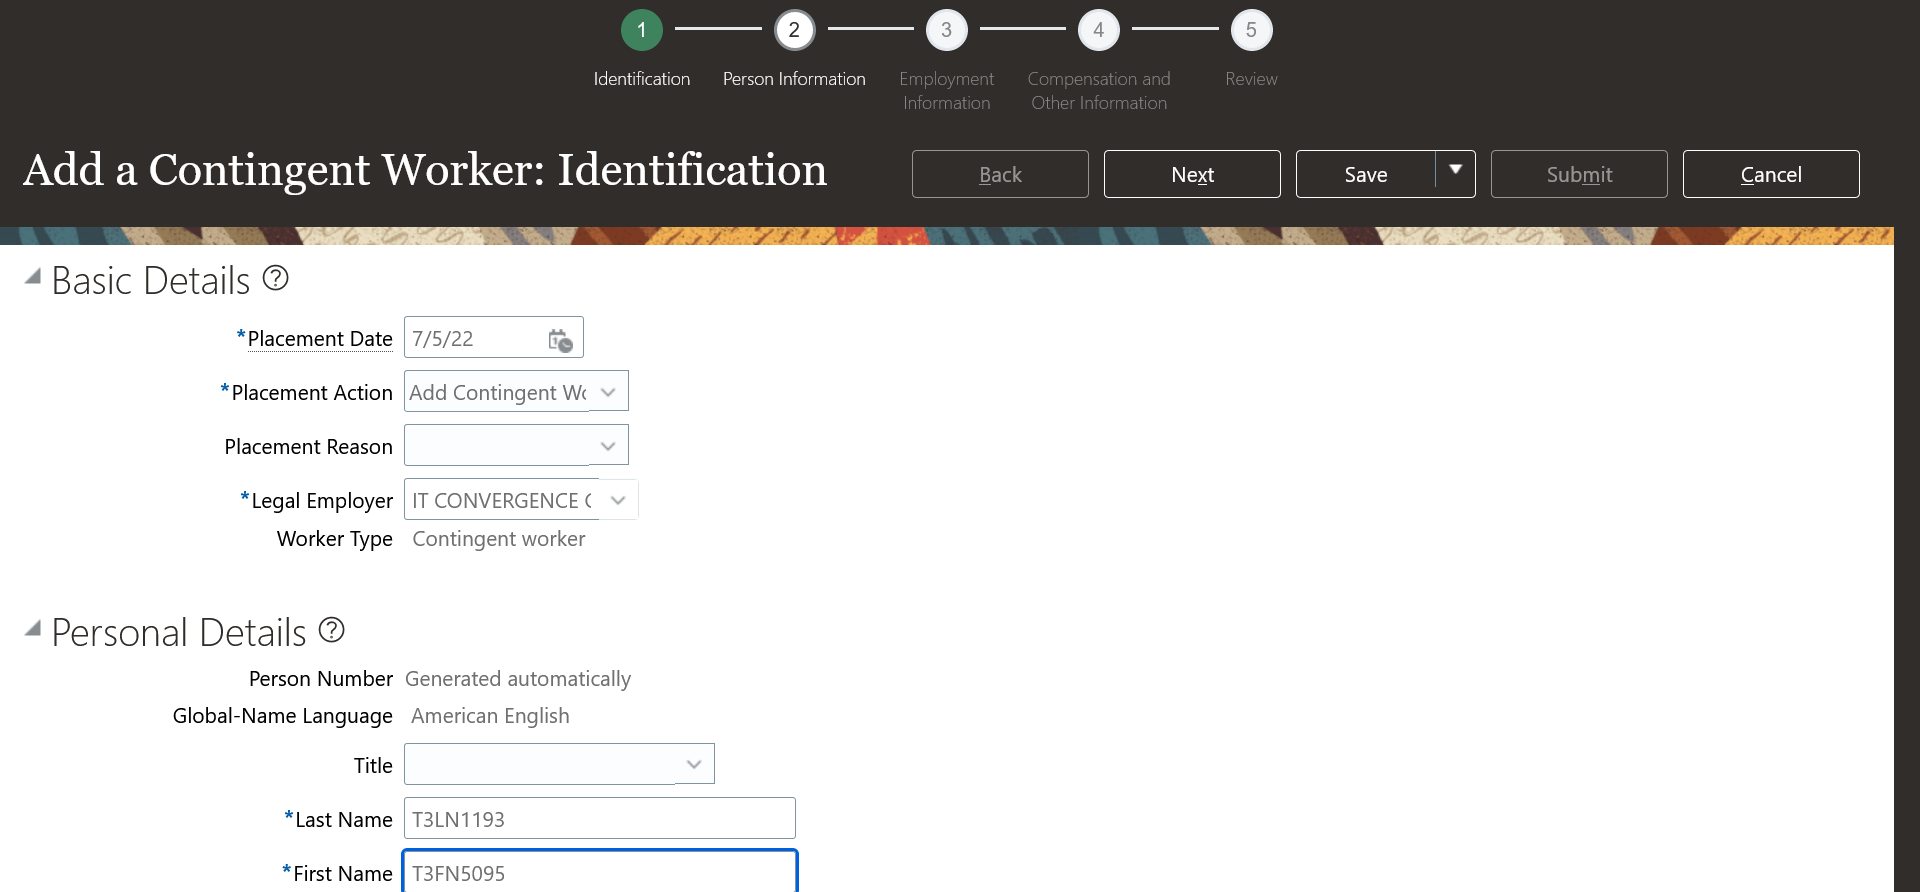 1
2
3
4
5
Identification
Person Information
Employment Information
Compensation and Other Information
Review
Add a Contingent Worker: Identification
Back
Next
Save
Submit
Cancel
Basic Details
*Placement Date 7/5/22
*Placement Action Add Contingent Wo
Placement Reason
*Legal Employer IT CONVERGENCE
Worker Type Contingent worker
Personal Details
Person Number Generated automatically
Global-Name Language American English
Title
*Last Name T3LN1193
*First Name T3FN5095